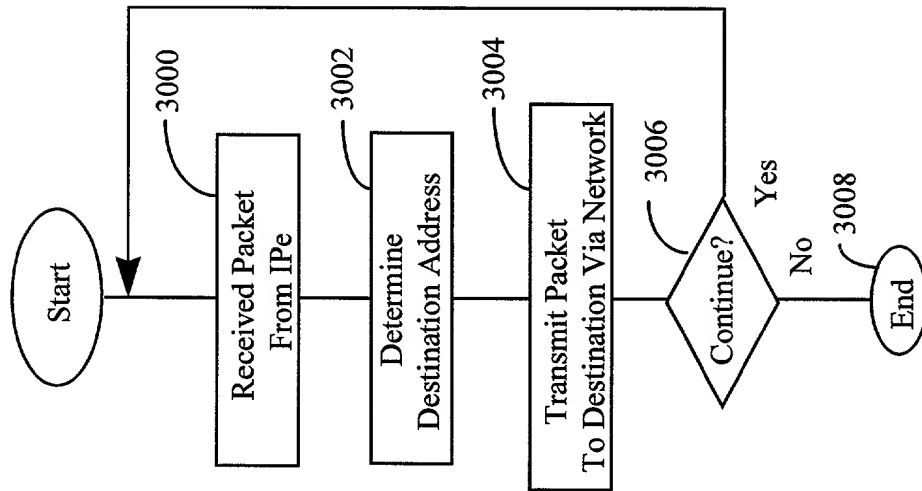 Start
3000
Received Packet
From IPe
3002
Determine
Destination Address
3004
Transmit Packet
To Destination Via Network
3006
Continue?
Yes
No
3008
End